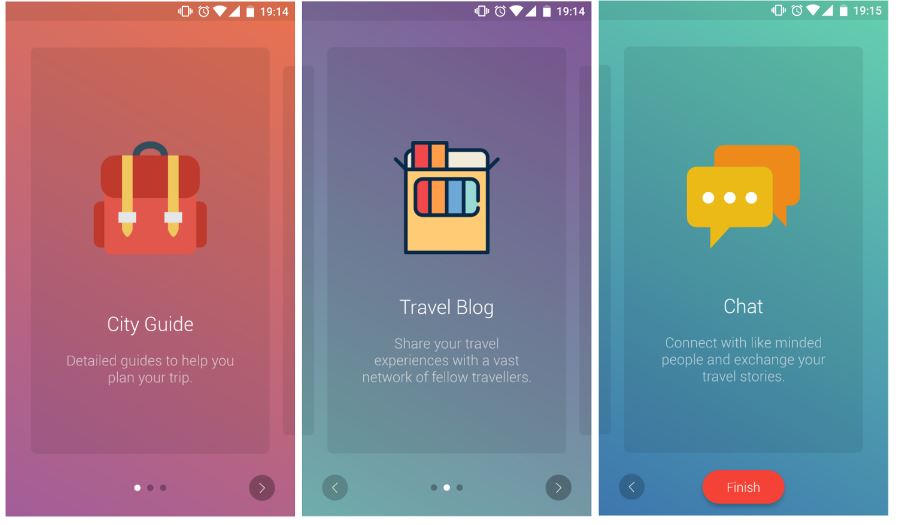 19:14
City Guide
Detailed guides to help you
plan your trip.
19:14
Travel Blog
Share your travel
experiences with a vast
network of fellow travellers.
19:15
Chat
Connect with like minded
people and exchange your
travel stories.
Finish